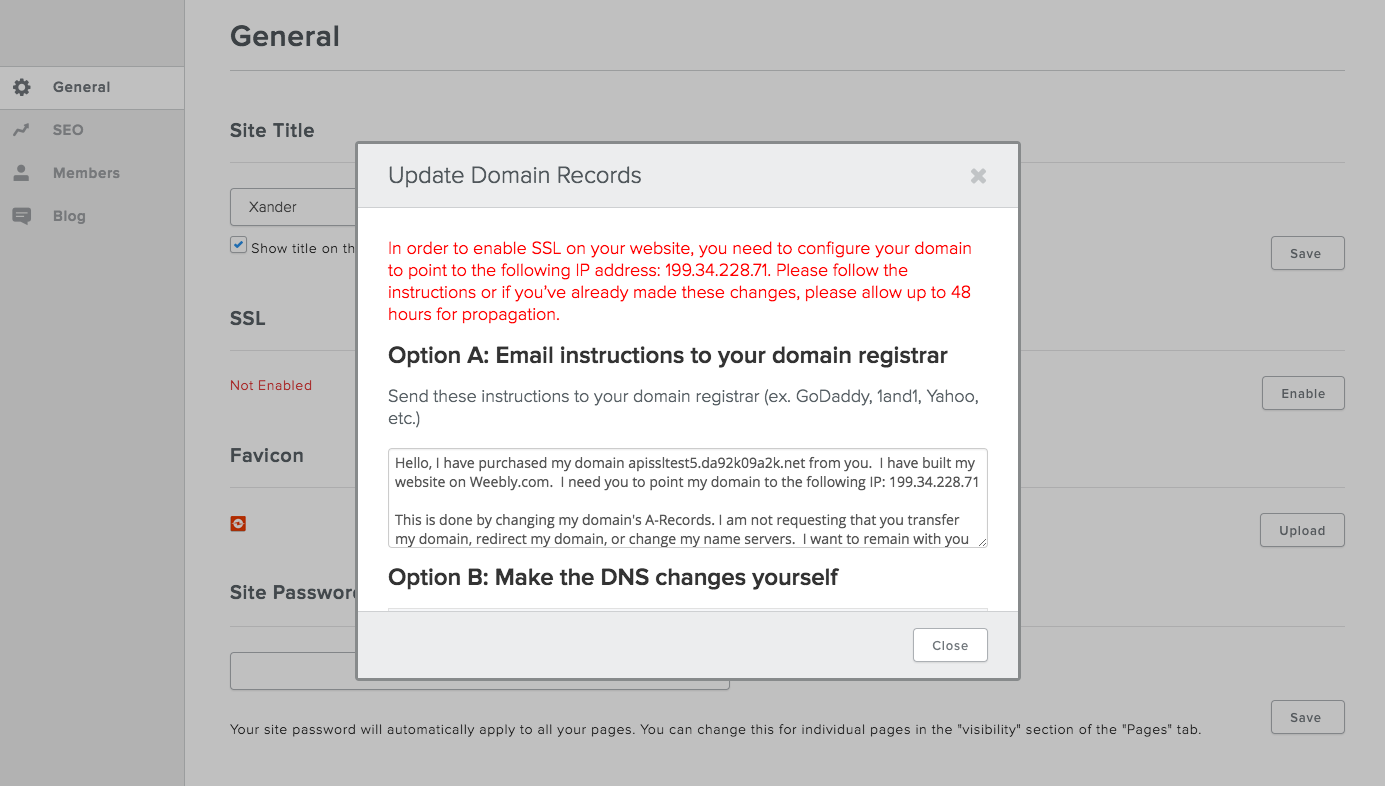 General
General
SEO
Members
Blog
Site Title
Xander
Show title on th
Save
SSL
Not Enabled
Enable
Favicon
Upload
Site Password
Your site password will automatically apply to all your pages. You can change this for individual pages in the "visibility" section of the "Pages" tab.
Save
Update Domain Records
In order to enable SSL on your website, you need to configure your domain
to point to the following IP address: 199.34.228.71. Please follow the
instructions or if you've already made these changes, please allow up to 48
hours for propagation.
Option A: Email instructions to your domain registrar
Send these instructions to your domain registrar (ex. GoDaddy, 1and1, Yahoo,
etc.)
Hello, I have purchased my domain apissltest5.da92k09a2k.net from you.  I have built my
website on Weebly.com.  I need you to point my domain to the following IP: 199.34.228.71
This is done by changing my domain's A-Records. I am not requesting that you transfer
my domain, redirect my domain, or change my name servers.  I want to remain with you
Option B: Make the DNS changes yourself
Close